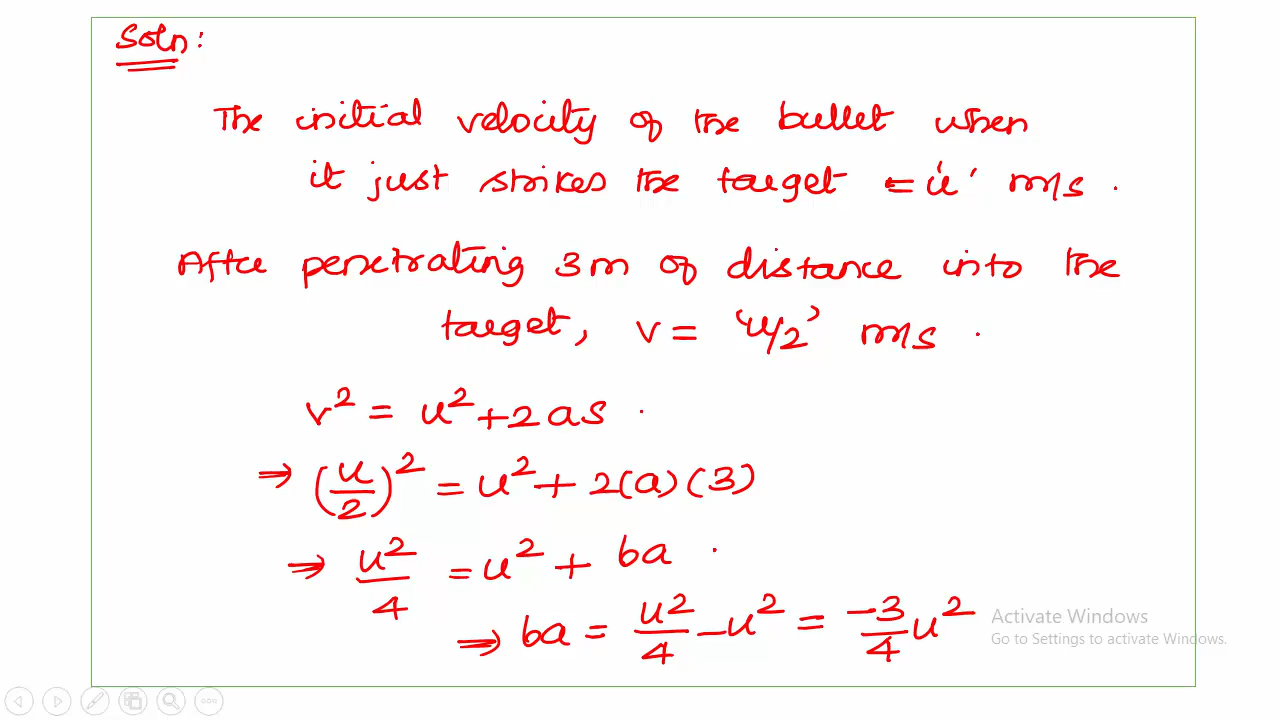 Soln:
The initial velocity of the bullet when
it just strikes the target = 'u' m/s.
After penetrating 3m of distance into the
target, v = 'u/2' m/s.
v² = u² + 2as.
⇒ (u/2)² = u² + 2(a)(3)
⇒ u²/4 = u² + 6a.
⇒ 6a = u²/4 - u² = -3/4 u²
Activate Windows
Go to Settings to activate Windows.